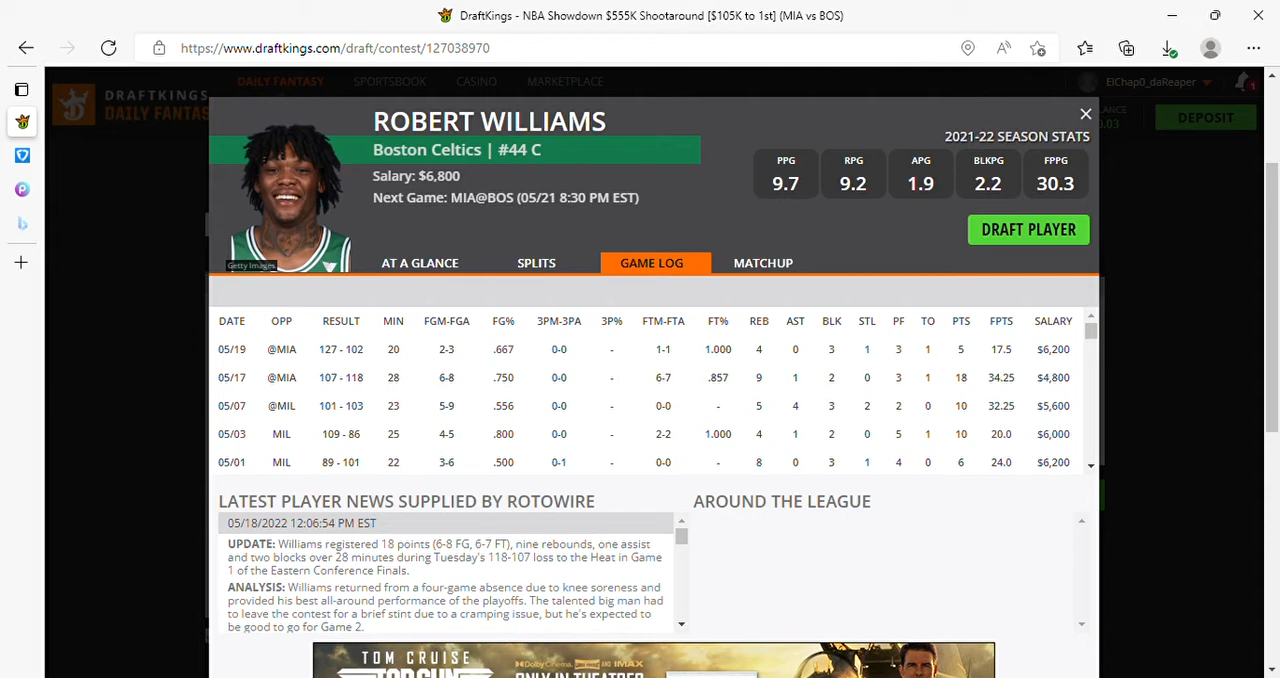 DraftKings - NBA Showdown $555K Shootaround [$105K to 1st] (MIA vs BOS)
https://www.draftkings.com/draft/contest/127038970
DRAFTKINGS
DAILY FANTAS
DAILY FANTASY SPORTSBOOK CASINO MARKETPLACE
ElChap0_daReaper
1
DEPOSIT
ROBERT WILLIAMS
Boston Celtics | #44 C
Salary: $6,800
Next Game: MIA@BOS (05/21 8:30 PM EST)
Getty Images
2021-22 SEASON STATS
PPG RPG APG BLKPG FPPG
9.7 9.2 1.9 2.2 30.3
DRAFT PLAYER
AT A GLANCE SPLITS GAME LOG MATCHUP
DATE OPP RESULT MIN FGM-FGA FG% 3PM-3PA 3P% FTM-FTA FT% REB AST BLK STL PF TO PTS FPTS SALARY
05/19 @MIA 127 - 102 20 2-3 .667 0-0 - 1-1 1.000 4 0 3 1 3 1 5 17.5 $6,200
05/17 @MIA 107 - 118 28 6-8 .750 0-0 - 6-7 .857 9 1 2 0 3 1 18 34.25 $4,800
05/07 @MIL 101 - 103 23 5-9 .556 0-0 - 0-0 - 5 4 3 2 2 0 10 32.25 $5,600
05/03 MIL 109 - 86 25 4-5 .800 0-0 - 2-2 1.000 4 1 2 0 5 1 10 20.0 $6,000
05/01 MIL 89 - 101 22 3-6 .500 0-1 - 0-0 - 8 0 3 1 4 0 6 24.0 $6,200
LATEST PLAYER NEWS SUPPLIED BY ROTOWIRE
05/18/2022 12:06:54 PM EST
UPDATE: Williams registered 18 points (6-8 FG, 6-7 FT), nine rebounds, one assist
and two blocks over 28 minutes during Tuesday's 118-107 loss to the Heat in Game
1 of the Eastern Conference Finals.
ANALYSIS: Williams returned from a four-game absence due to knee soreness and
provided his best all-around performance of the playoffs. The talented big man had
to leave the contest for a brief stint due to a cramping issue, but he's expected to
be good to go for Game 2.
AROUND THE LEAGUE
TOM CRUISE
Dolby Cinema IMAX